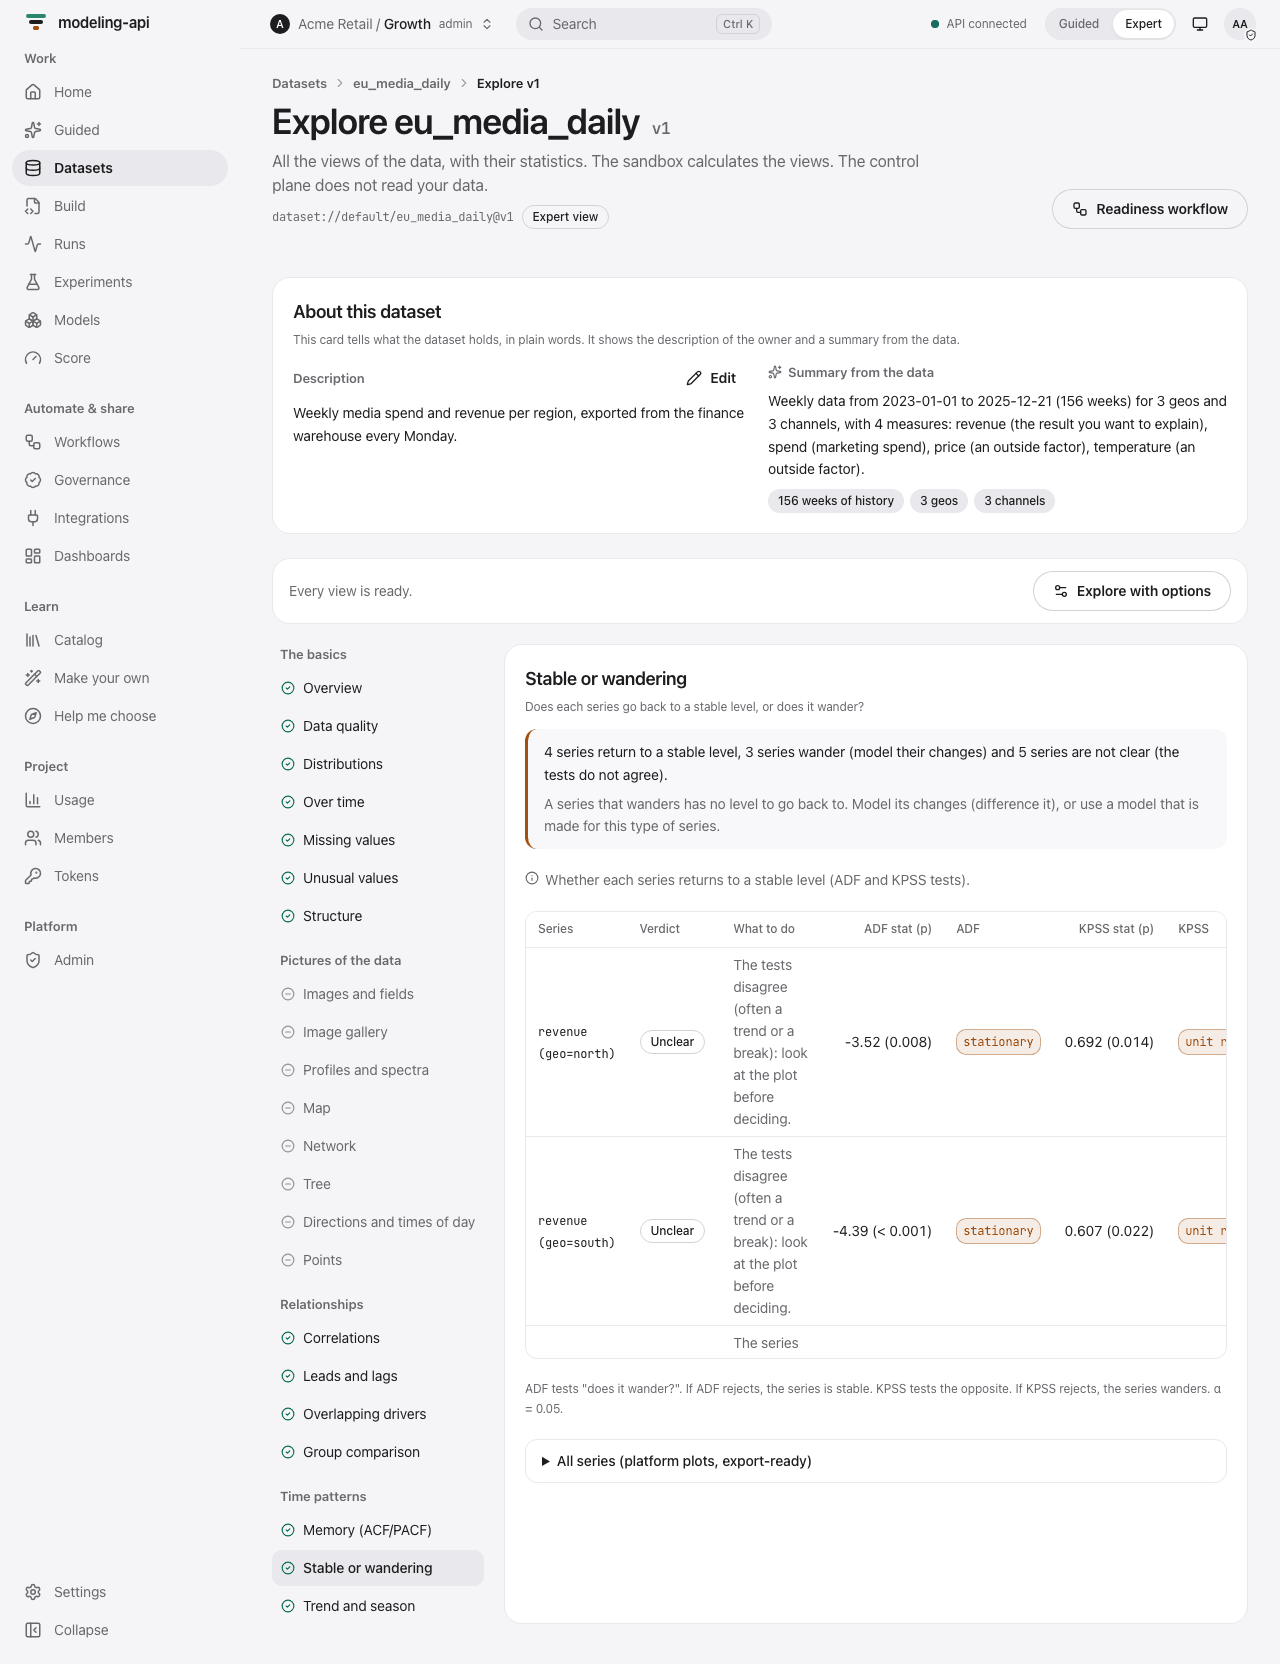 modeling-api
Acme Retail / Growth admin
Search
Ctrl K
API connected
Guided
Expert
AA
Work
Home
Guided
Datasets
Build
Runs
Experiments
Models
Score
Automate & share
Workflows
Governance
Integrations
Dashboards
Learn
Catalog
Make your own
Help me choose
Project
Usage
Members
Tokens
Platform
Admin
Settings
Collapse
Datasets > eu_media_daily > Explore v1
Explore eu_media_daily v1
All the views of the data, with their statistics. The sandbox calculates the views. The control
plane does not read your data.
dataset://default/eu_media_daily@v1 Expert view
Readiness workflow
About this dataset
This card tells what the dataset holds, in plain words. It shows the description of the owner and a summary from the data.
Description
Edit
Weekly media spend and revenue per region, exported from the finance
warehouse every Monday.
Summary from the data
Weekly data from 2023-01-01 to 2025-12-21 (156 weeks) for 3 geos and
3 channels, with 4 measures: revenue (the result you want to explain),
spend (marketing spend), price (an outside factor), temperature (an
outside factor).
156 weeks of history
3 geos
3 channels
Every view is ready.
Explore with options
The basics
Overview
Data quality
Distributions
Over time
Missing values
Unusual values
Structure
Pictures of the data
Images and fields
Image gallery
Profiles and spectra
Map
Network
Tree
Directions and times of day
Points
Relationships
Correlations
Leads and lags
Overlapping drivers
Group comparison
Time patterns
Memory (ACF/PACF)
Stable or wandering
Trend and season
Stable or wandering
Does each series go back to a stable level, or does it wander?
4 series return to a stable level, 3 series wander (model their changes) and 5 series are not clear (the
tests do not agree).
A series that wanders has no level to go back to. Model its changes (difference it), or use a model that is
made for this type of series.
Whether each series returns to a stable level (ADF and KPSS tests).
Series Verdict What to do ADF stat (p) ADF KPSS stat (p) KPSS
revenue
(geo=north)
Unclear
The tests
disagree
(often a
trend or a
break): look
at the plot
before
deciding.
-3.52 (0.008)
stationary
0.692 (0.014)
unit r
revenue
(geo=south)
Unclear
The tests
disagree
(often a
trend or a
break): look
at the plot
before
deciding.
-4.39 (< 0.001)
stationary
0.607 (0.022)
unit r
The series
ADF tests "does it wander?". If ADF rejects, the series is stable. KPSS tests the opposite. If KPSS rejects, the series wanders. α
= 0.05.
All series (platform plots, export-ready)